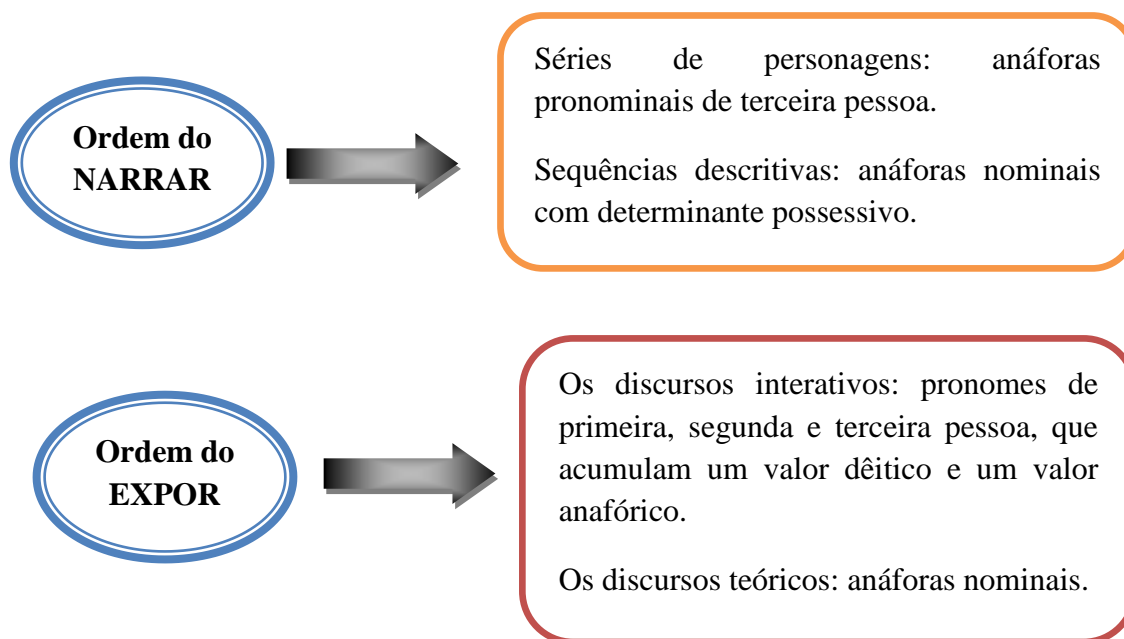 Ordem do
NARRAR
Séries de personagens: anáforas
pronominais de terceira pessoa.
Sequências descritivas: anáforas nominais
com determinante possessivo.
Ordem do
EXPOR
Os discursos interativos: pronomes de
primeira, segunda e terceira pessoa, que
acumulam um valor dêitico e um valor
anafórico.
Os discursos teóricos: anáforas nominais.